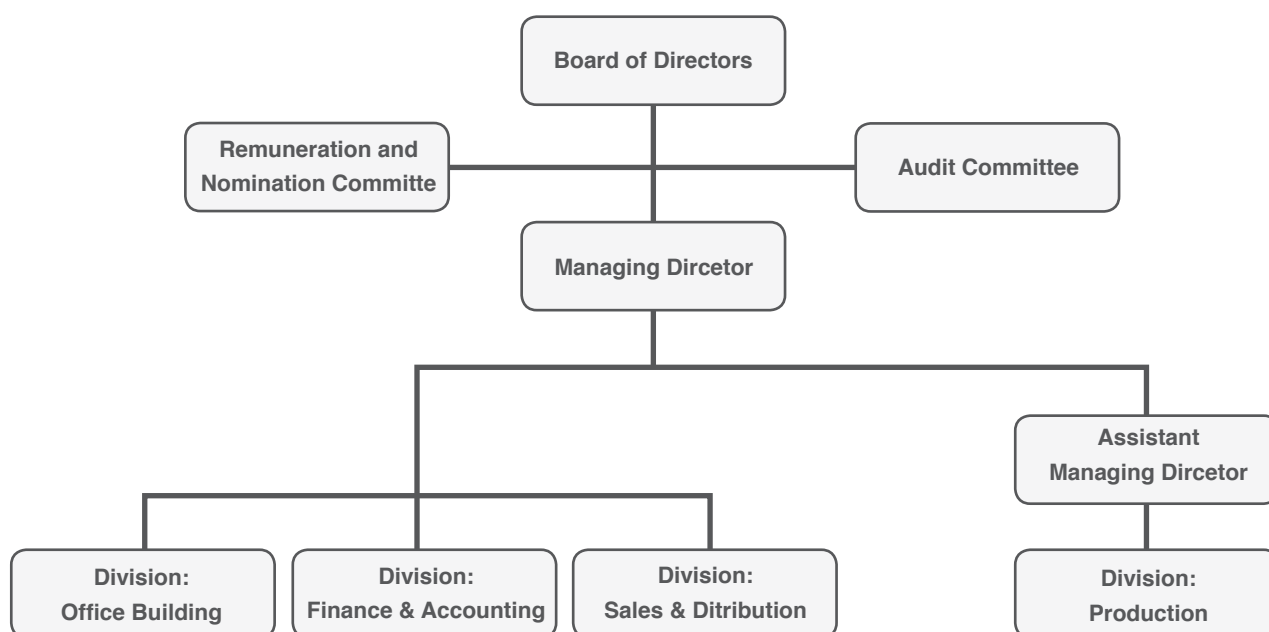 Board of Directors
Remuneration and
Nomination Committe
Audit Committee
Managing Dircetor
Assistant
Managing Dircetor
Division:
Office Building
Division:
Finance & Accounting
Division:
Sales & Ditribution
Division:
Production